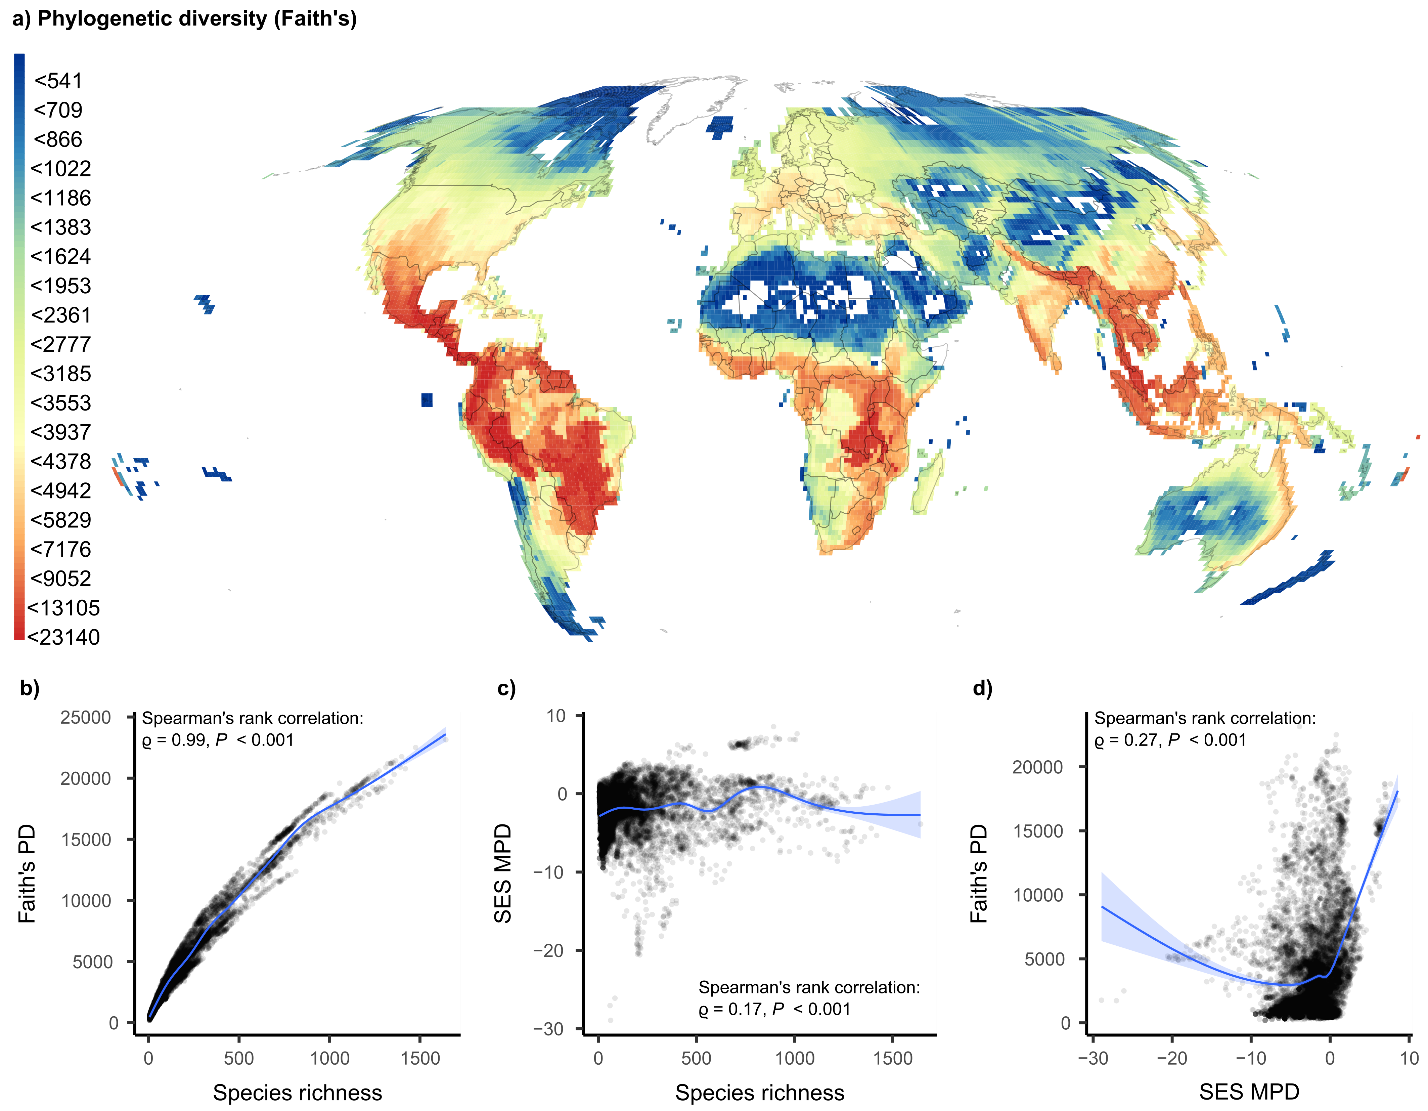 a) Phylogenetic diversity (Faith's)
<541
<709
<866
<1022
<1186
<1383
<1624
<1953
<2361
<2777
<3185
<3553
<3937
<4378
<4942
<5829
<7176
<9052
<13105
<23140
b)
Spearman's rank correlation:
ϱ = 0.99, P < 0.001
25000
20000
15000
10000
5000
0
Faith's PD
0 500 1000 1500
Species richness
c)
10
0
−10
−20
−30
SES MPD
Spearman's rank correlation:
ϱ = 0.17, P < 0.001
0 500 1000 1500
Species richness
d)
Spearman's rank correlation:
ϱ = 0.27, P < 0.001
20000
15000
10000
5000
0
Faith's PD
−30 −20 −10 0 10
SES MPD